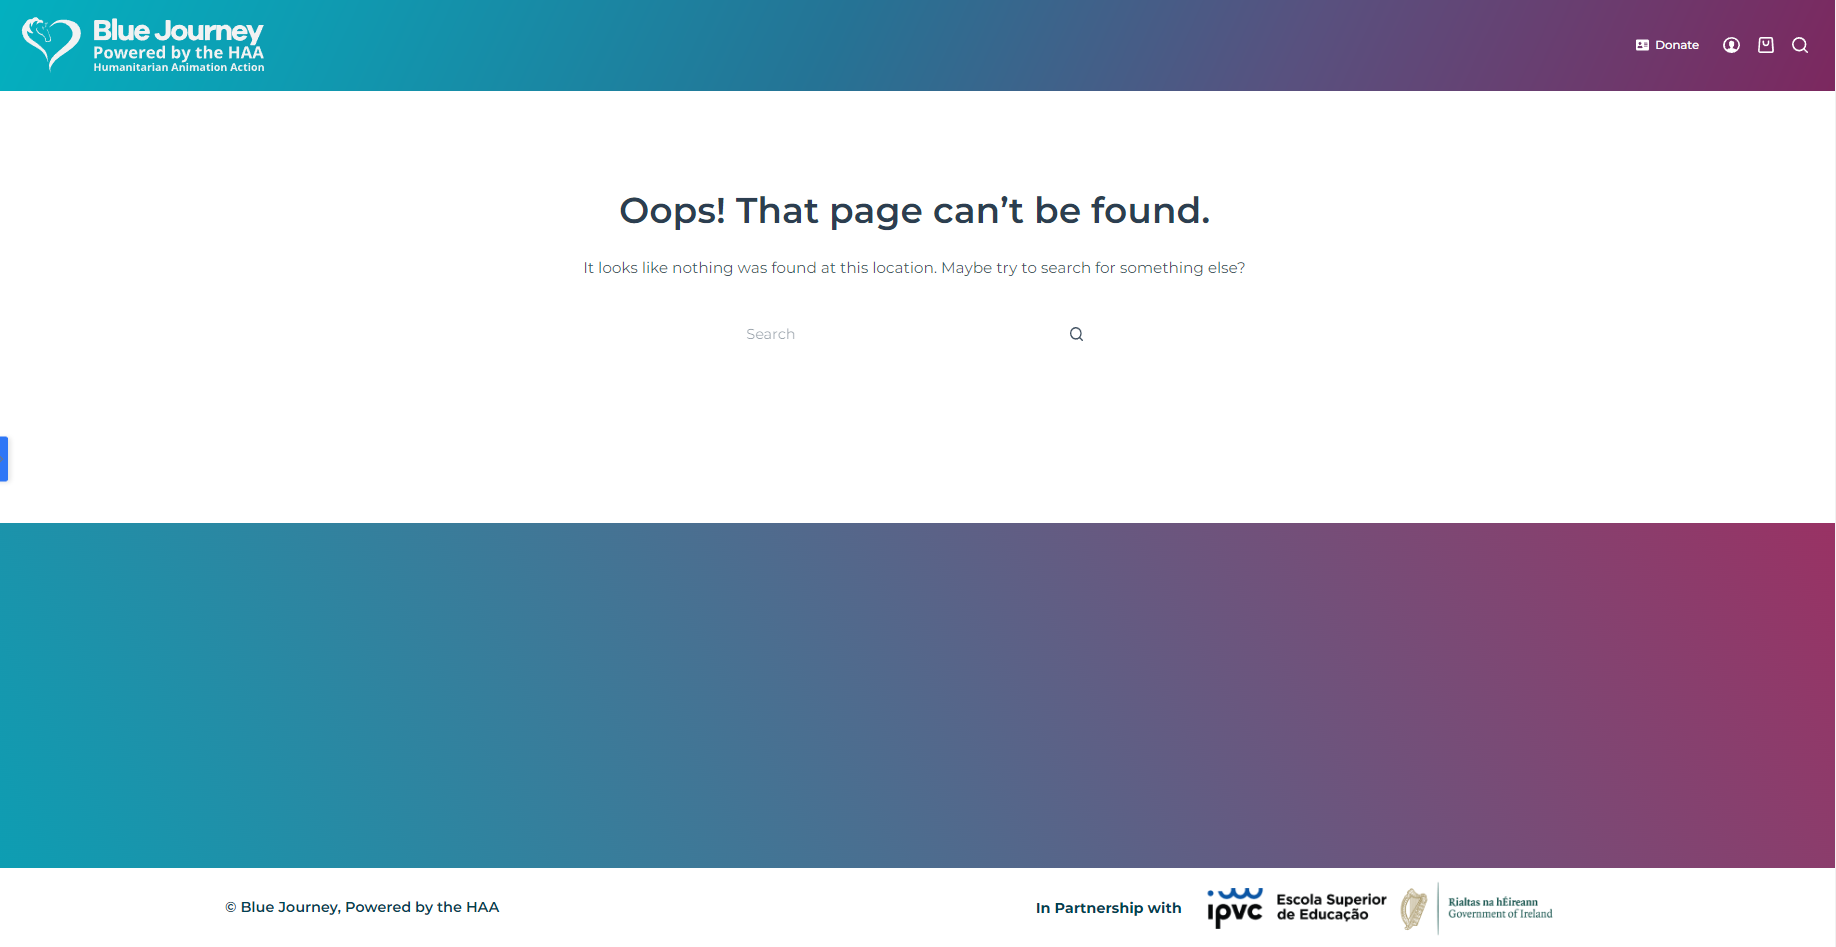 Blue Journey
Powered by the HAA
Humanitarian Animation Action
Donate
Oops! That page can’t be found.
It looks like nothing was found at this location. Maybe try to search for something else?
Search
© Blue Journey, Powered by the HAA
In Partnership with
ipvc
Escola Superior
de Educação
Rialtas na hÉireann
Government of Ireland